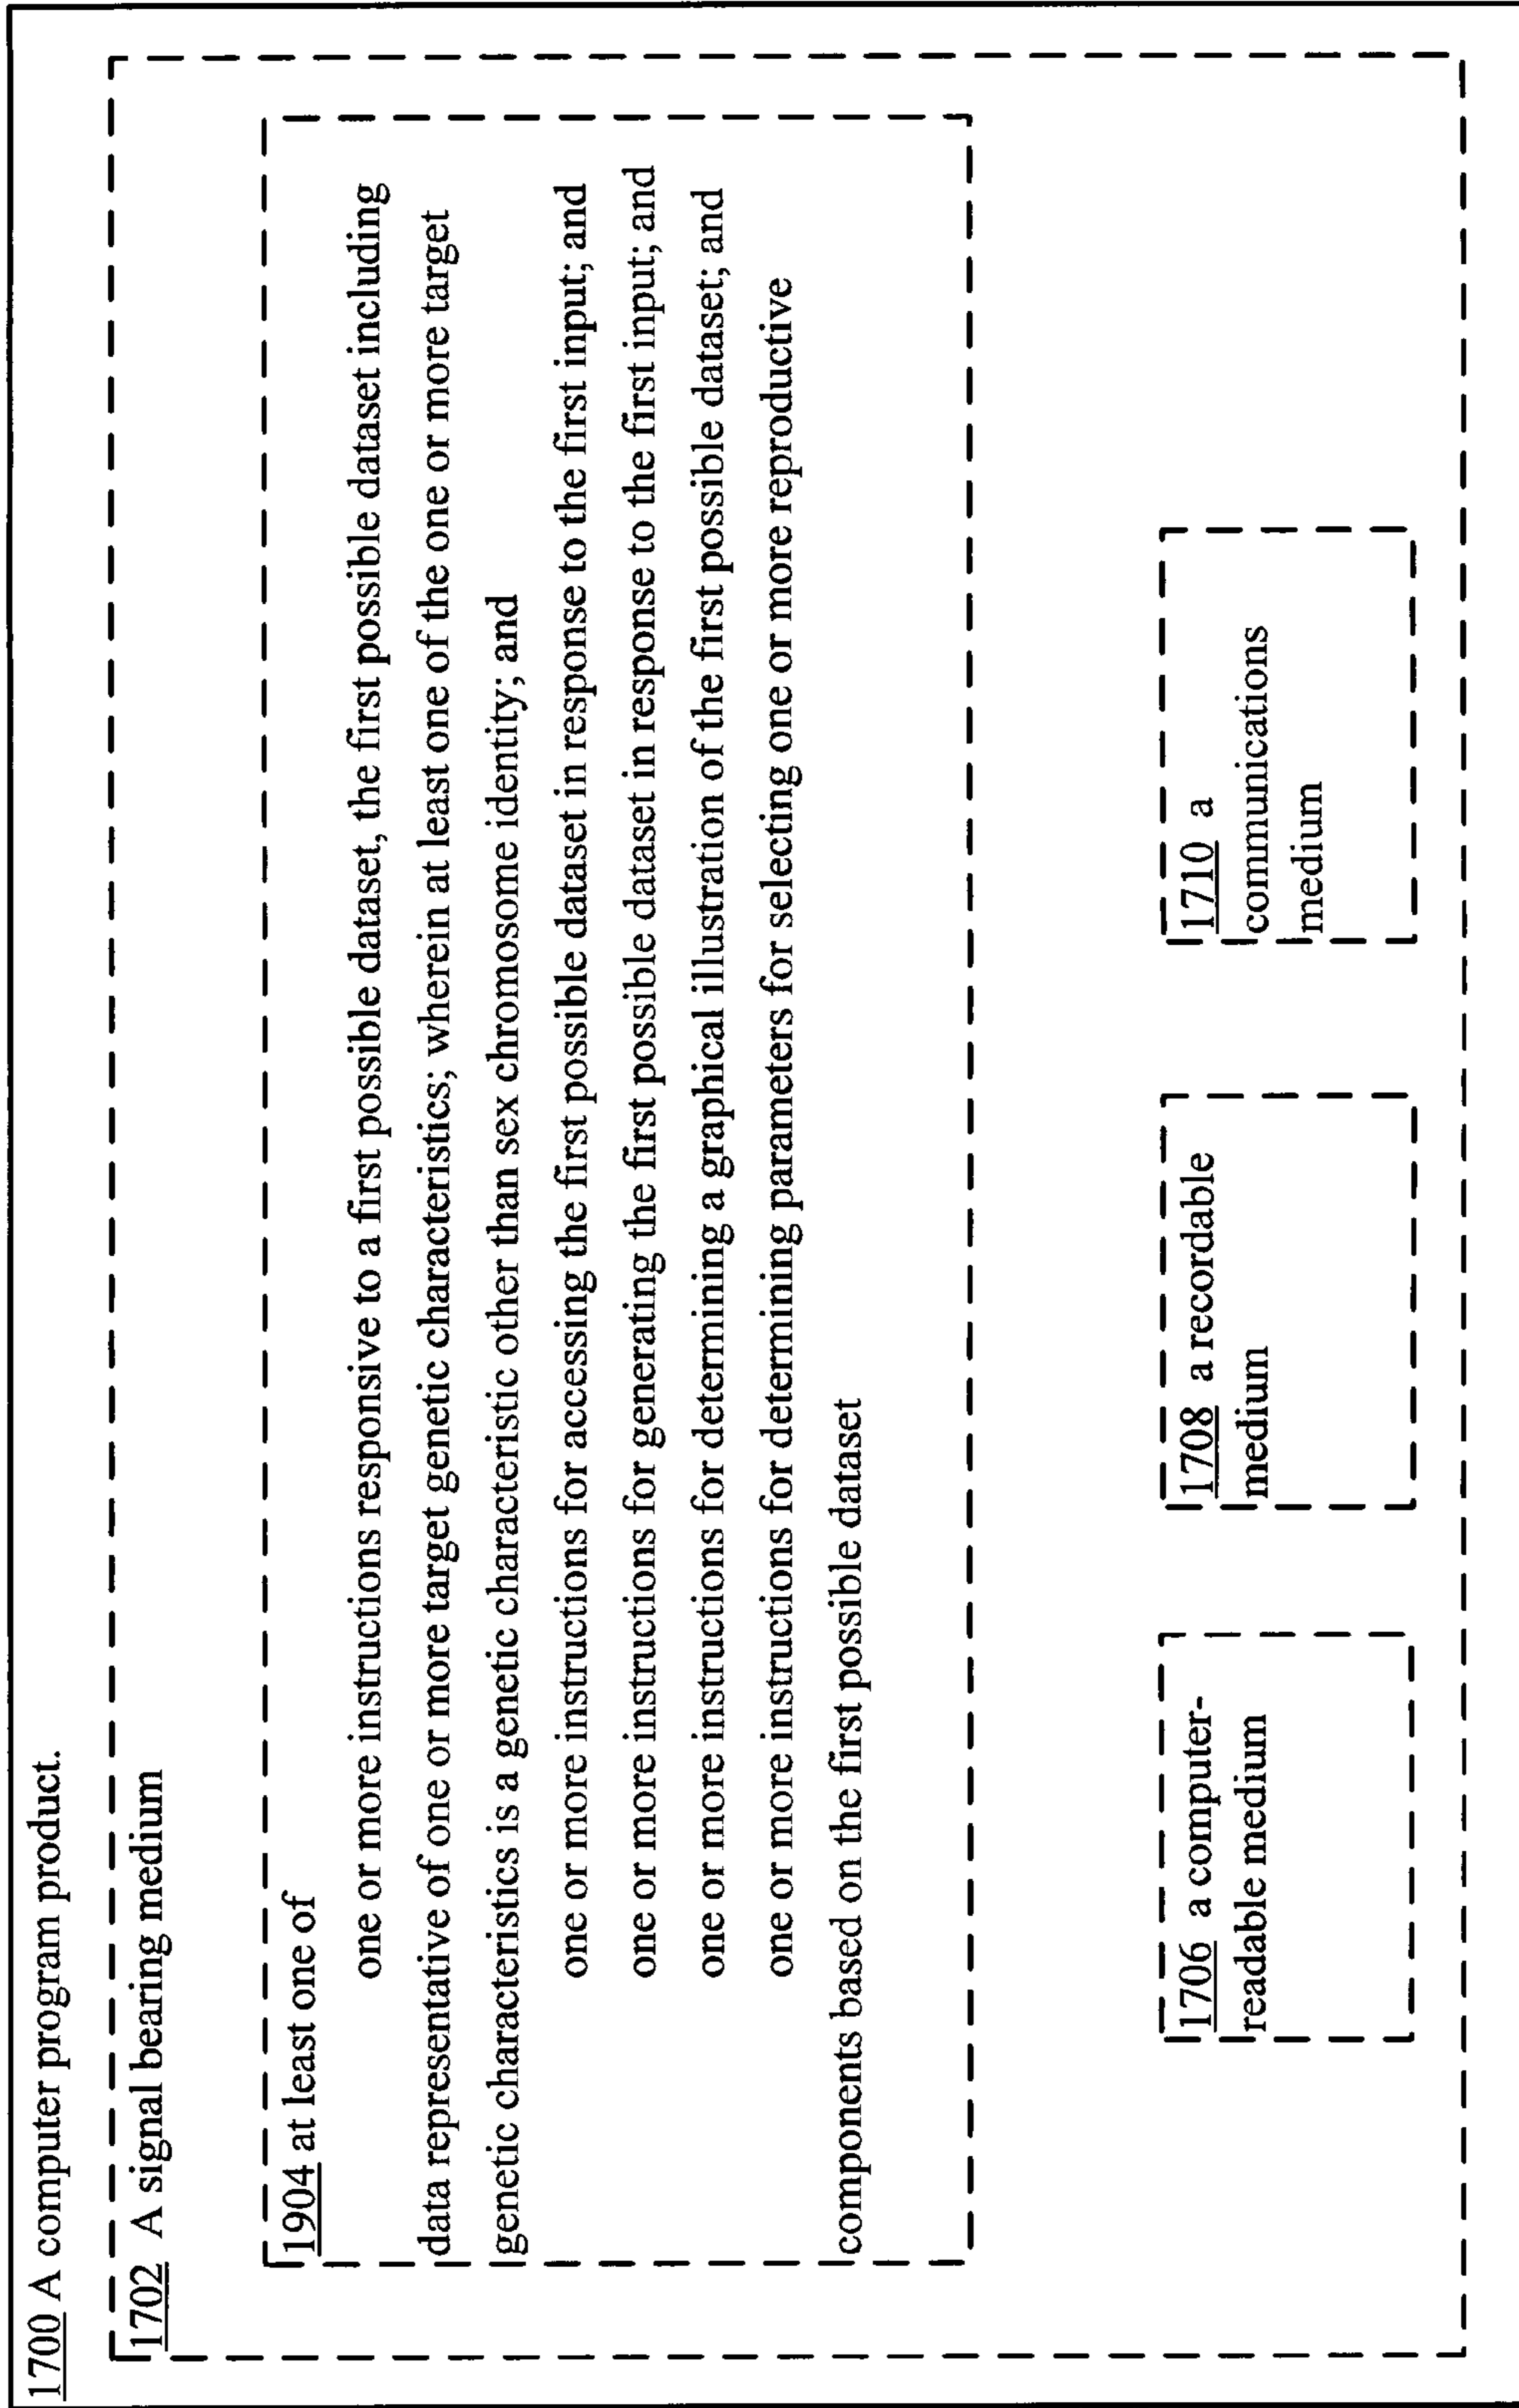 1700 A computer program product.
1702 A signal bearing medium
1904 at least one of
one or more instructions responsive to a first possible dataset, the first possible dataset including
data representative of one or more target genetic characteristics; wherein at least one of the one or more target
genetic characteristics is a genetic characteristic other than sex chromosome identity; and
one or more instructions for accessing the first possible dataset in response to the first input; and
one or more instructions for generating the first possible dataset in response to the first input; and
one or more instructions for determining a graphical illustration of the first possible dataset; and
one or more instructions for determining parameters for selecting one or more reproductive
components based on the first possible dataset
1706 a computer-
readable medium
1708 a recordable
medium
1710 a
communications
medium